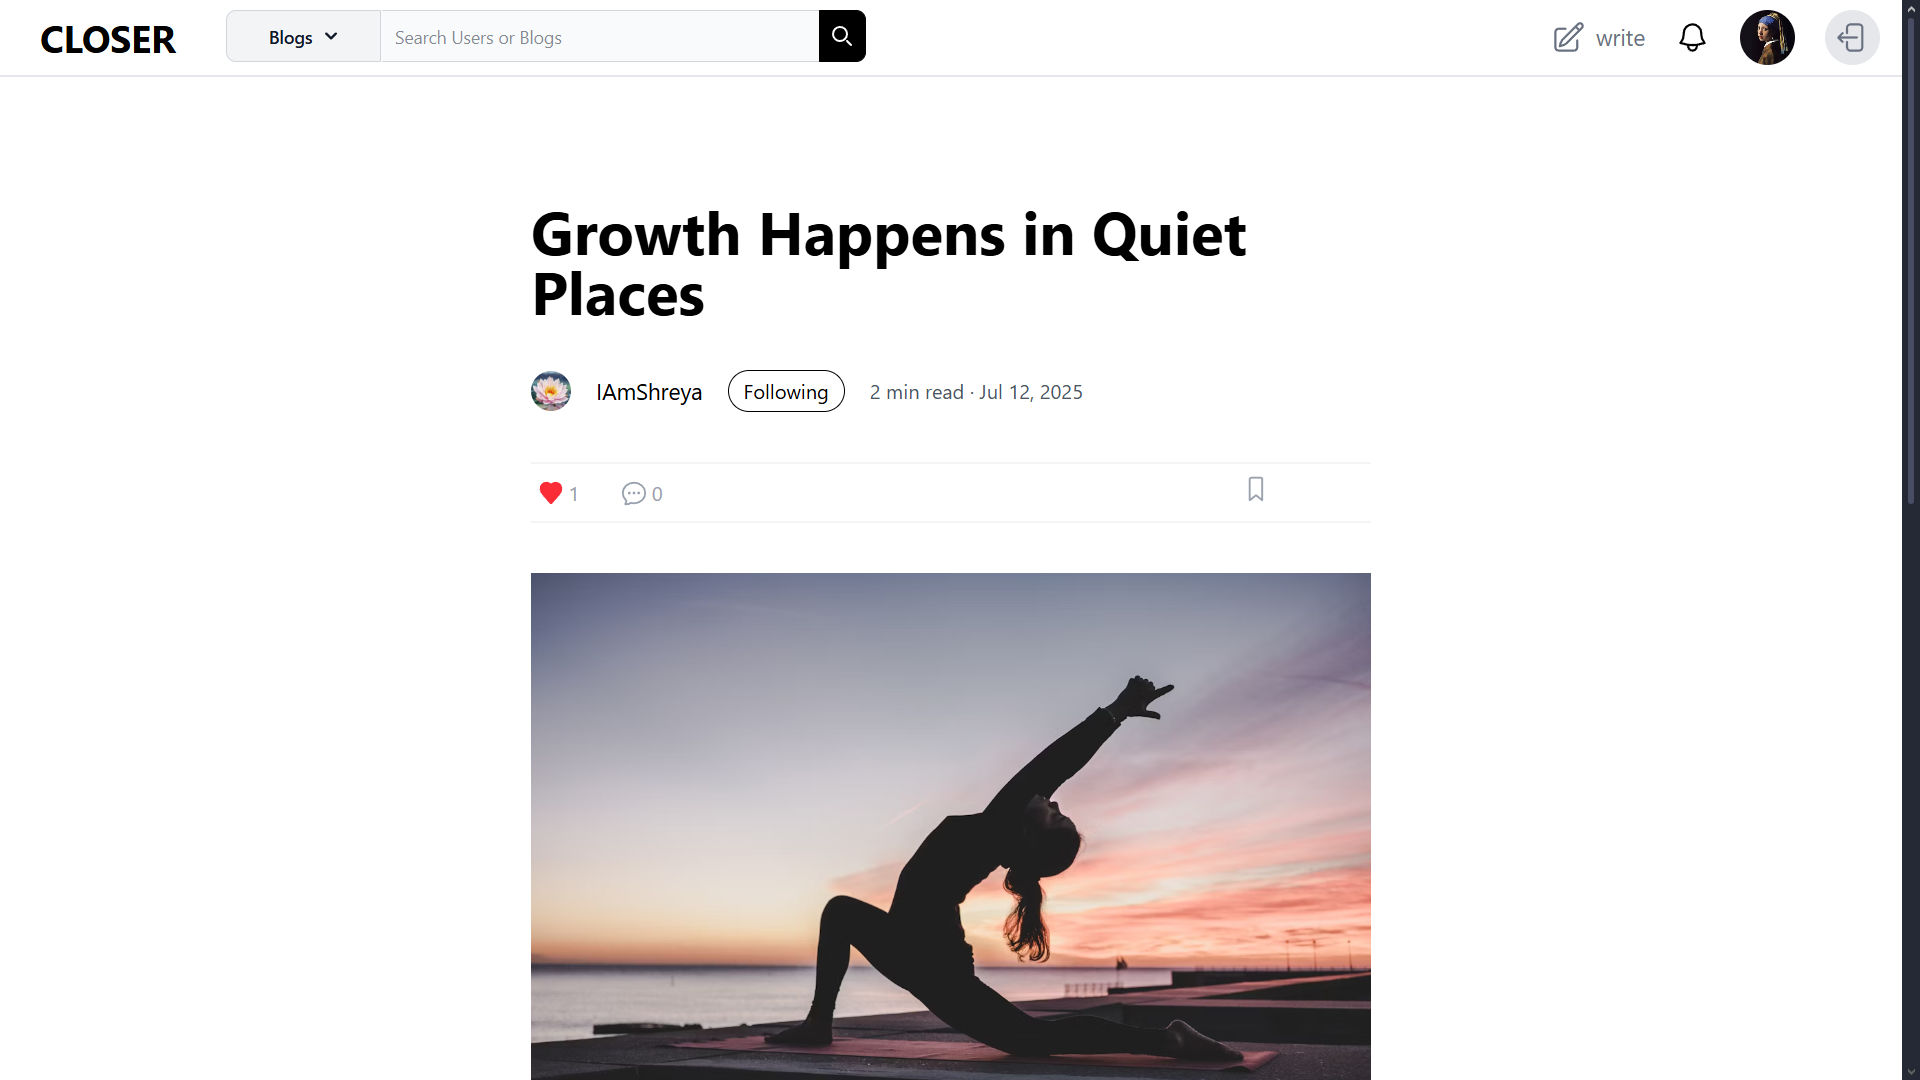 CLOSER
Blogs
Search Users or Blogs
write
Growth Happens in Quiet
Places
IAmShreya
Following
2 min read · Jul 12, 2025
1
0